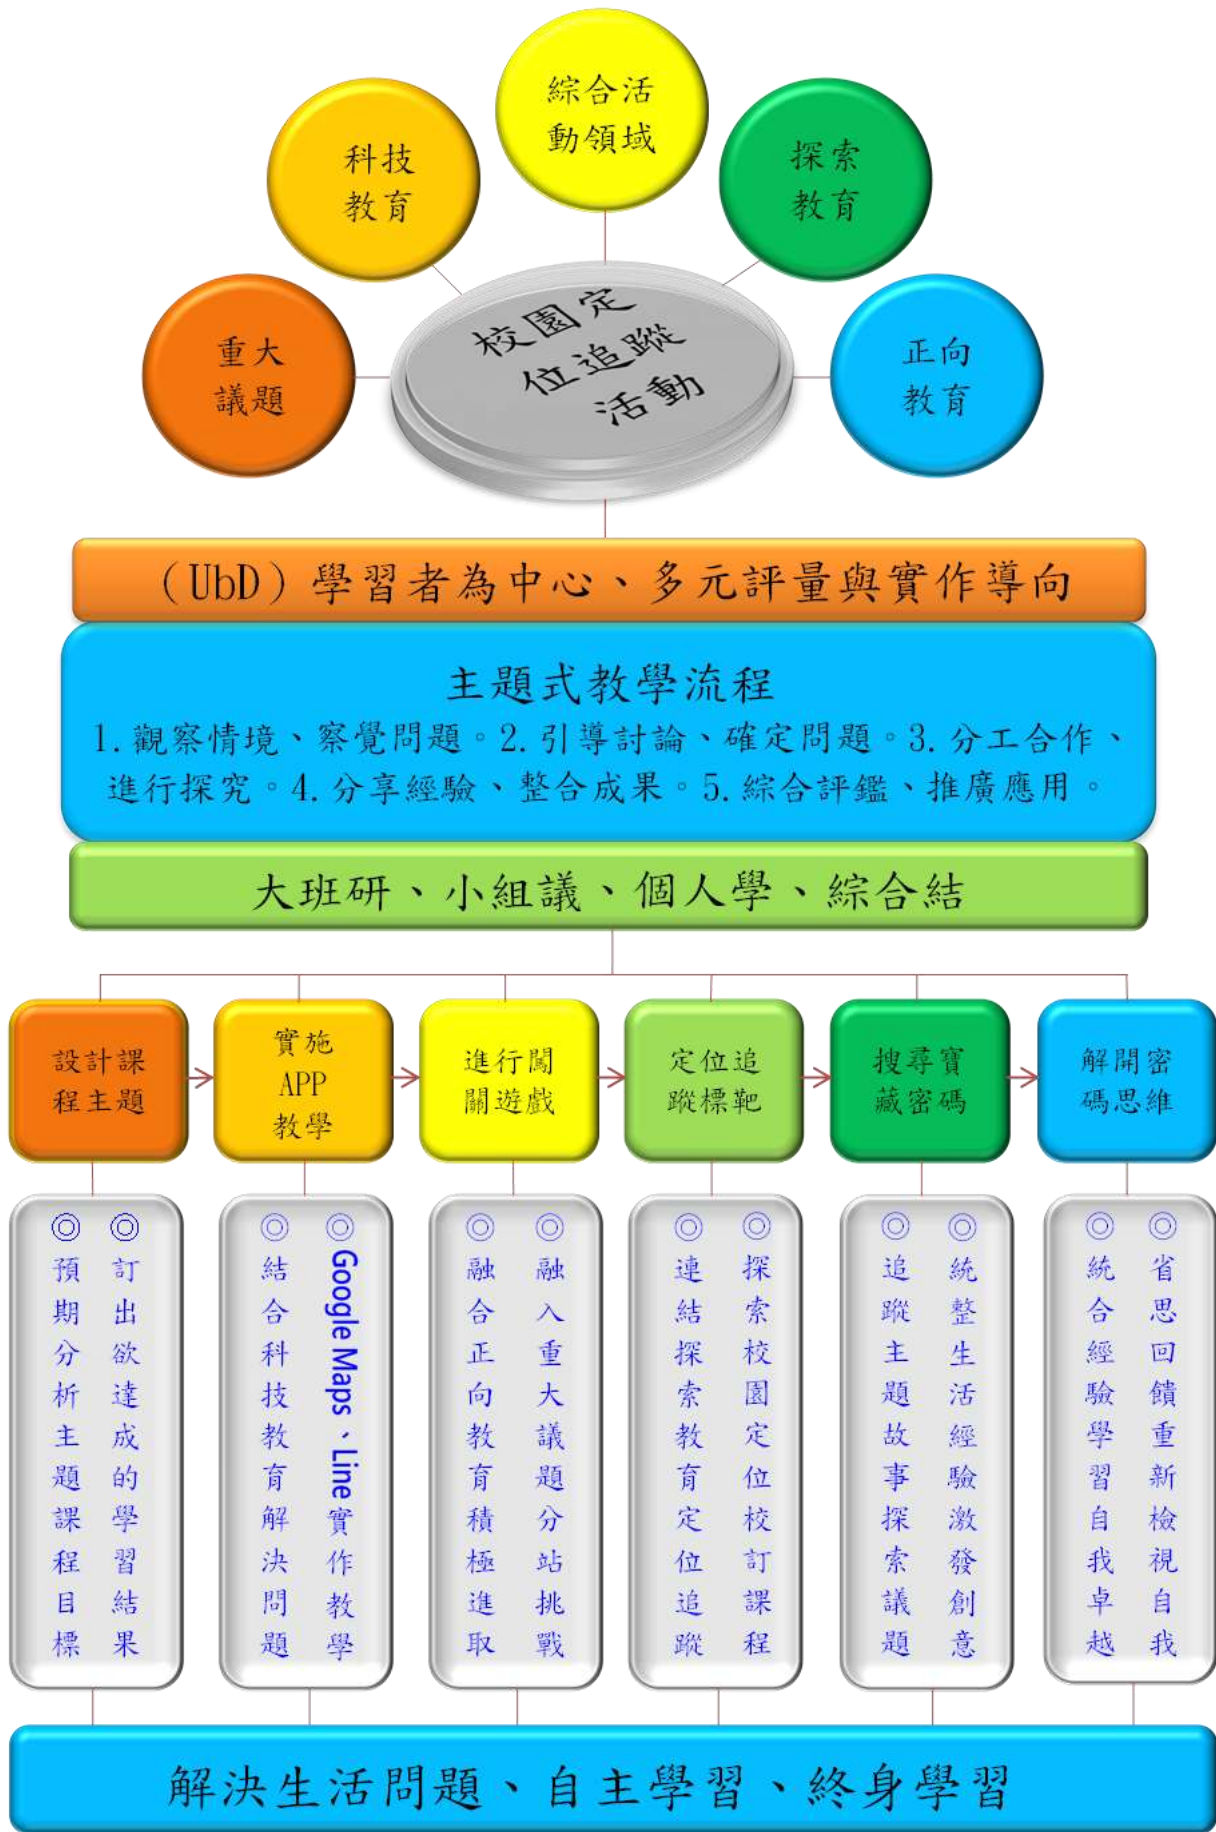 綜合活
動領域
科技
教育
探索
教育
重大
議題
校園定
位追蹤
活動
正向
教育
（UbD）學習者為中心、多元評量與實作導向
主題式教學流程
1.觀察情境、察覺問題。2.引導討論、確定問題。3.分工合作、
進行探究。4.分享經驗、整合成果。5.綜合評鑑、推廣應用。
大班研、小組議、個人學、綜合結
設計課
程主題
實施
APP
教學
進行闖
關遊戲
定位追
蹤標靶
搜尋寶
藏密碼
解開密
碼思維
◎訂出欲達成的學習結果
◎預期分析主題課程目標
◎Google Maps、Line實作教學
◎結合科技教育解決問題
◎融入重大議題分站挑戰
◎融合正向教育積極進取
◎探索校園定位校訂課程
◎連結探索教育定位追蹤
◎統整生活經驗激發創意
◎追蹤主題故事探索議題
◎省思回饋重新檢視自我
◎統合經驗學習自我卓越
解決生活問題、自主學習、終身學習